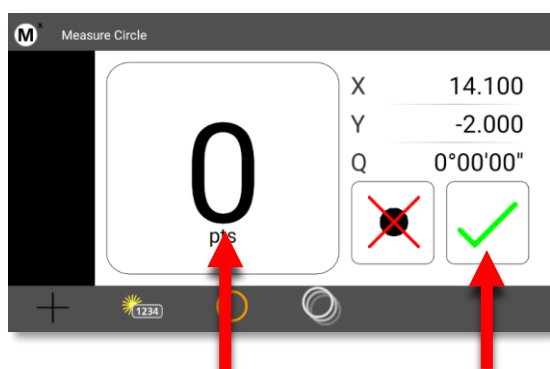 M x Measure Circle
0
pts
X 14.100
Y -2.000
Q 0°00'00"
1234